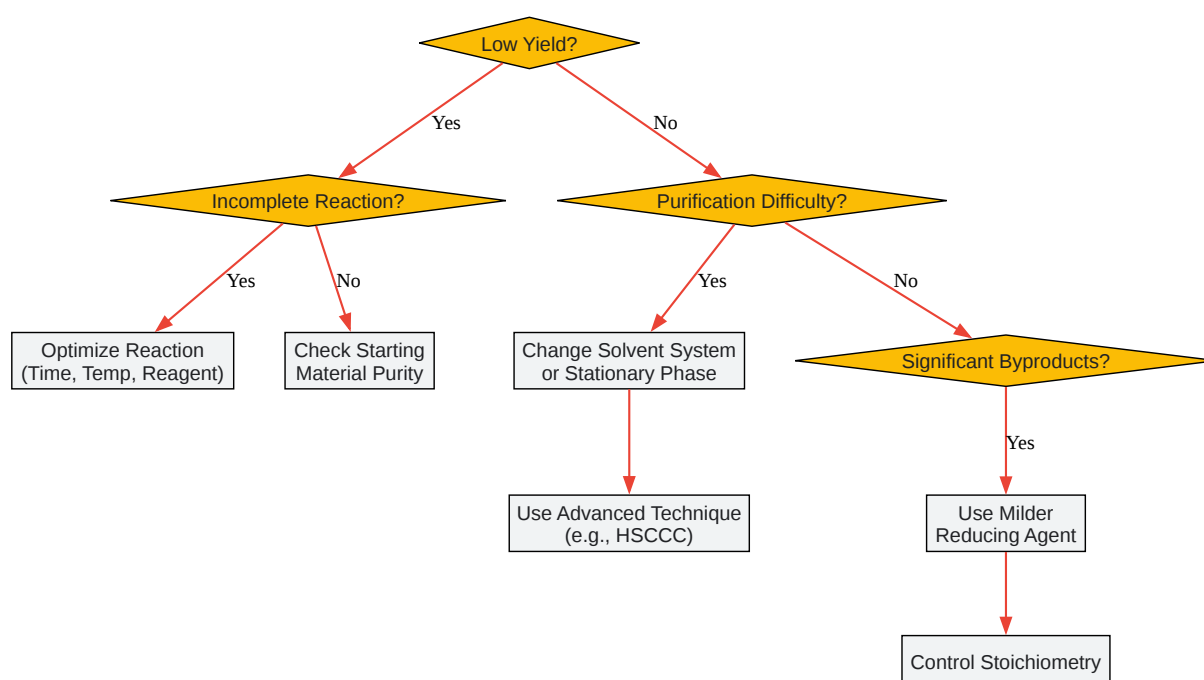 Low Yield?
Yes
No
Incomplete Reaction?
Purification Difficulty?
Yes
No
Yes
No
Optimize Reaction
(Time, Temp, Reagent)
Check Starting
Material Purity
Change Solvent System
or Stationary Phase
Significant Byproducts?
Yes
Use Advanced Technique
(e.g., HSCCC)
Use Milder
Reducing Agent
Control Stoichiometry